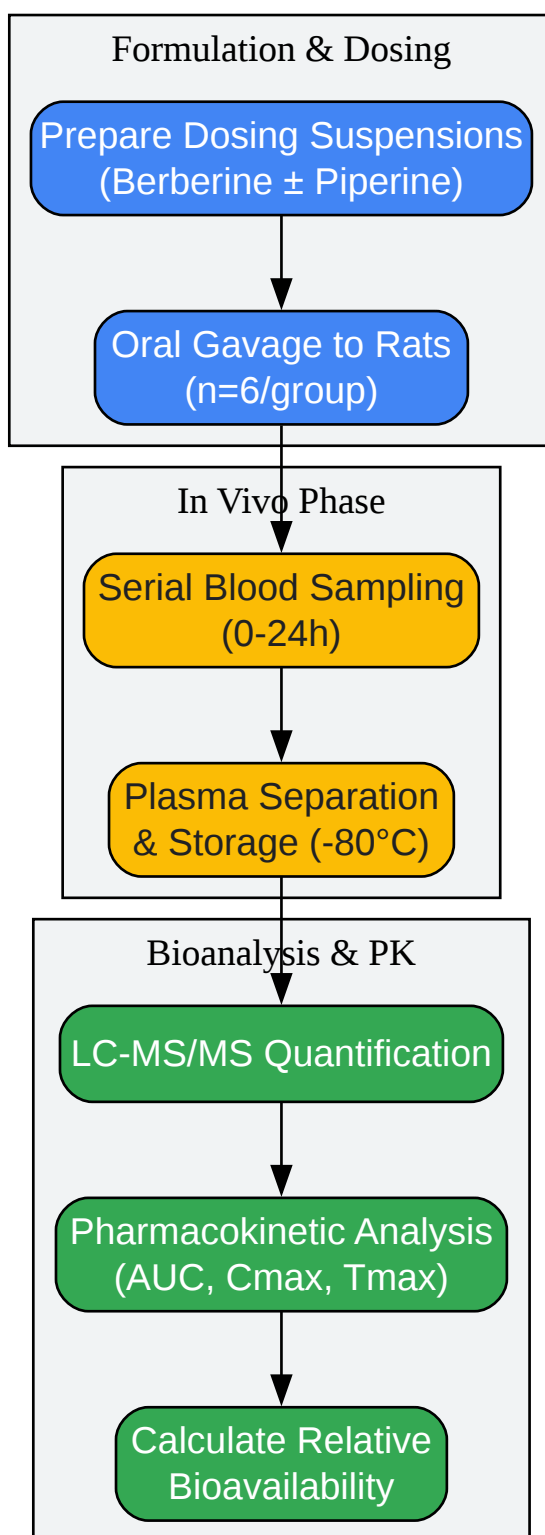 Formulation & Dosing
Prepare Dosing Suspensions
(Berberine ± Piperine)
Oral Gavage to Rats
(n=6/group)
In Vivo Phase
Serial Blood Sampling
(0-24h)
Plasma Separation
& Storage (-80°C)
Bioanalysis & PK
LC-MS/MS Quantification
Pharmacokinetic Analysis
(AUC, Cmax, Tmax)
Calculate Relative
Bioavailability